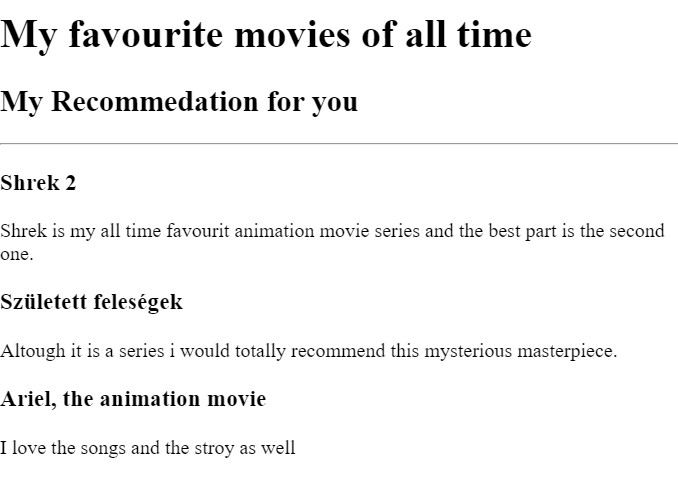 My favourite movies of all time
My Recommedation for you
Shrek 2
Shrek is my all time favourit animation movie series and the best part is the second
one.
Született feleségek
Altough it is a series i would totally recommend this mysterious masterpiece.
Ariel, the animation movie
I love the songs and the stroy as well